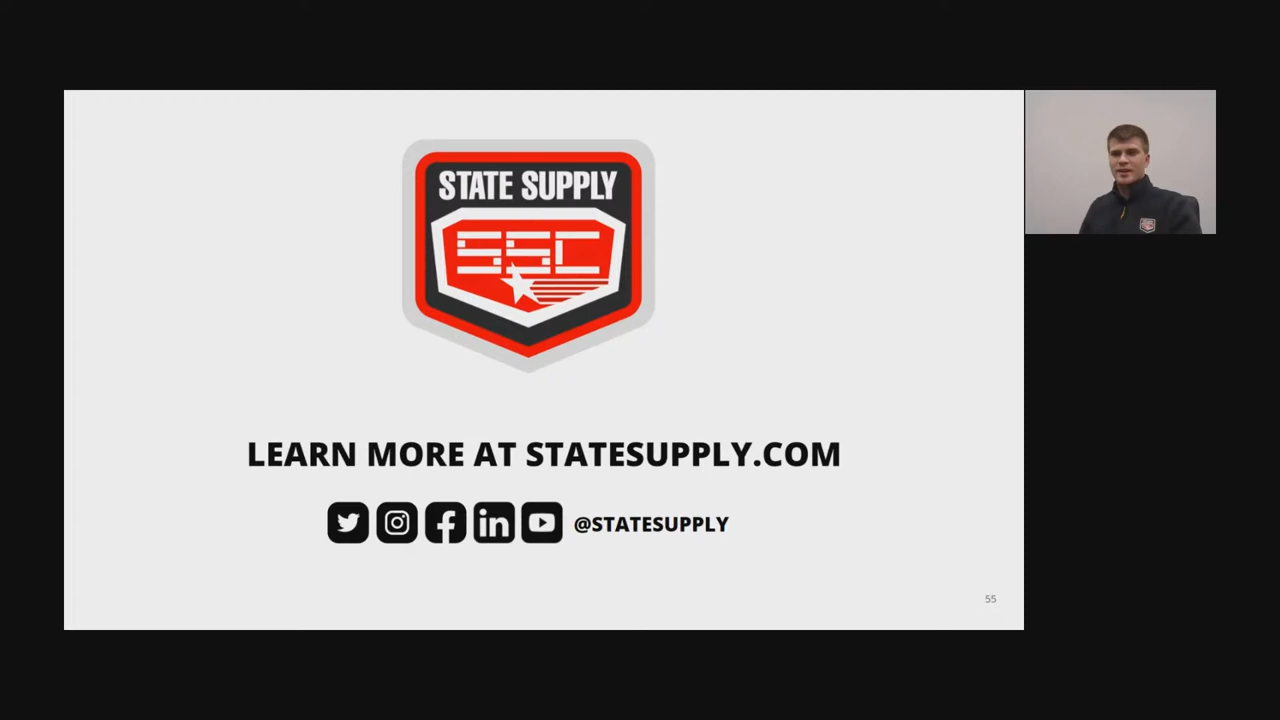 STATE SUPPLY
SSC
LEARN MORE AT STATESUPPLY.COM
@STATESUPPLY
55